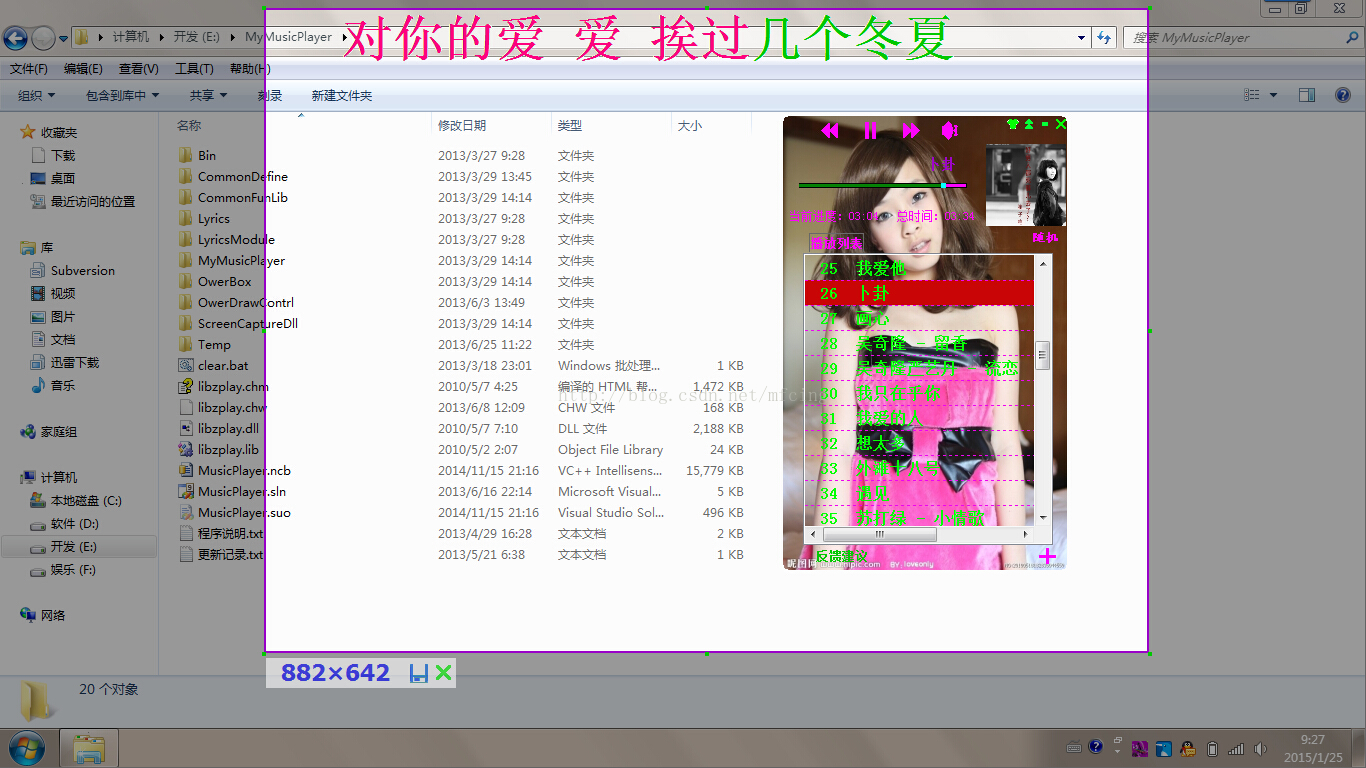 对你的爱 爱 挨过几个冬夏
计算机 开发 (E:) MyMusicPlayer
搜索 MyMusicPlayer
文件(F) 编辑(E) 查看(V) 工具(T) 帮助(H)
组织 包含到库中 共享 刻录 新建文件夹
收藏夹
下载
桌面
最近访问的位置
库
Subversion
视频
图片
文档
迅雷下载
音乐
家庭组
计算机
本地磁盘 (C:)
软件 (D:)
开发 (E:)
娱乐 (F:)
网络
名称 修改日期 类型 大小
Bin 2013/3/27 9:28 文件夹
CommonDefine 2013/3/29 13:45 文件夹
CommonFunLib 2013/3/29 14:14 文件夹
Lyrics 2013/3/27 9:28 文件夹
LyricsModule 2013/3/27 9:28 文件夹
MyMusicPlayer 2013/3/29 14:14 文件夹
OwerBox 2013/3/29 14:14 文件夹
OwerDrawContrl 2013/6/3 13:49 文件夹
ScreenCaptureDll 2013/3/29 14:14 文件夹
Temp 2013/6/25 11:22 文件夹
clear.bat 2013/3/18 23:01 Windows 批处理... 1 KB
libzplay.chm 2010/5/7 4:25 编译的 HTML 帮... 1,472 KB
libzplay.chw 2013/6/8 12:09 CHW 文件 168 KB
libzplay.dll 2010/5/7 7:10 DLL 文件 2,188 KB
libzplay.lib 2010/5/2 2:07 Object File Library 24 KB
MusicPlayer.ncb 2014/11/15 21:16 VC++ Intellisens... 15,779 KB
MusicPlayer.sln 2013/6/16 22:14 Microsoft Visual... 5 KB
MusicPlayer.suo 2014/11/15 21:16 Visual Studio Sol... 496 KB
程序说明.txt 2013/4/29 16:28 文本文档 2 KB
更新记录.txt 2013/5/21 6:38 文本文档 1 KB
http://blog.csdn.net/mfcing
卜卦
当前进度: 03:04 总时间:
随机
播放列表
25 我爱他
26 卜卦
27 画心
28 吴奇隆 - 留香
29 吴奇隆严艺丹 - 流恋
30 我只有了你
31 我爱的人
32 想太多
33 外滩十八号
34 遇见
35 苏打绿 - 小情歌
反馈建议
BY:lovesonly
882×642
20 个对象
9:27
2015/1/25